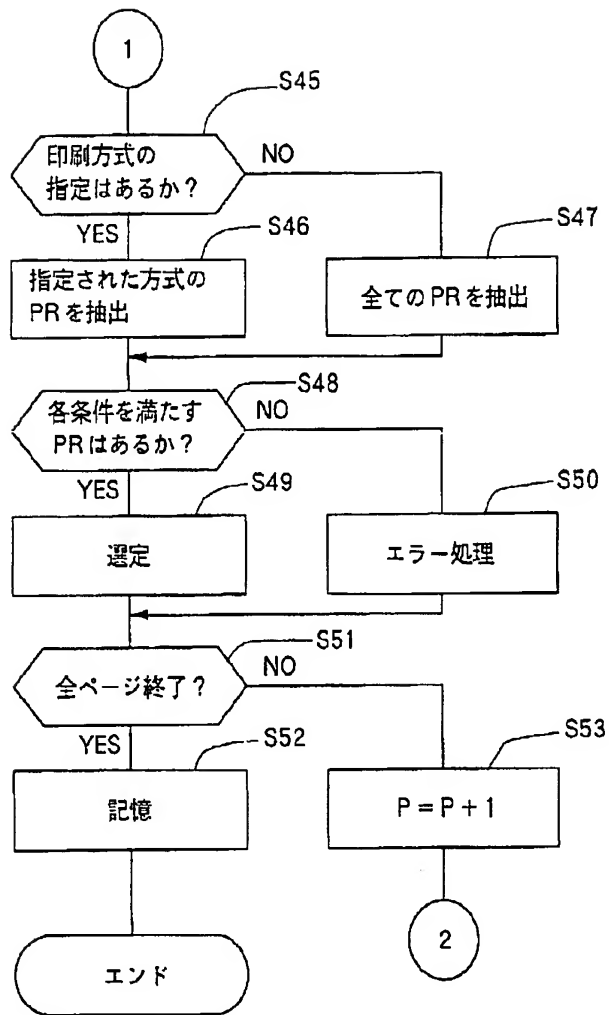 1
S45
印刷方式の
指定はあるか？
NO
YES
S46
指定された方式の
PRを抽出
S47
全てのPRを抽出
S48
各条件を満たす
PRはあるか？
NO
YES
S49
選定
S50
エラー処理
S51
全ページ終了？
NO
YES
S52
記憶
S53
P＝P＋1
エンド
2